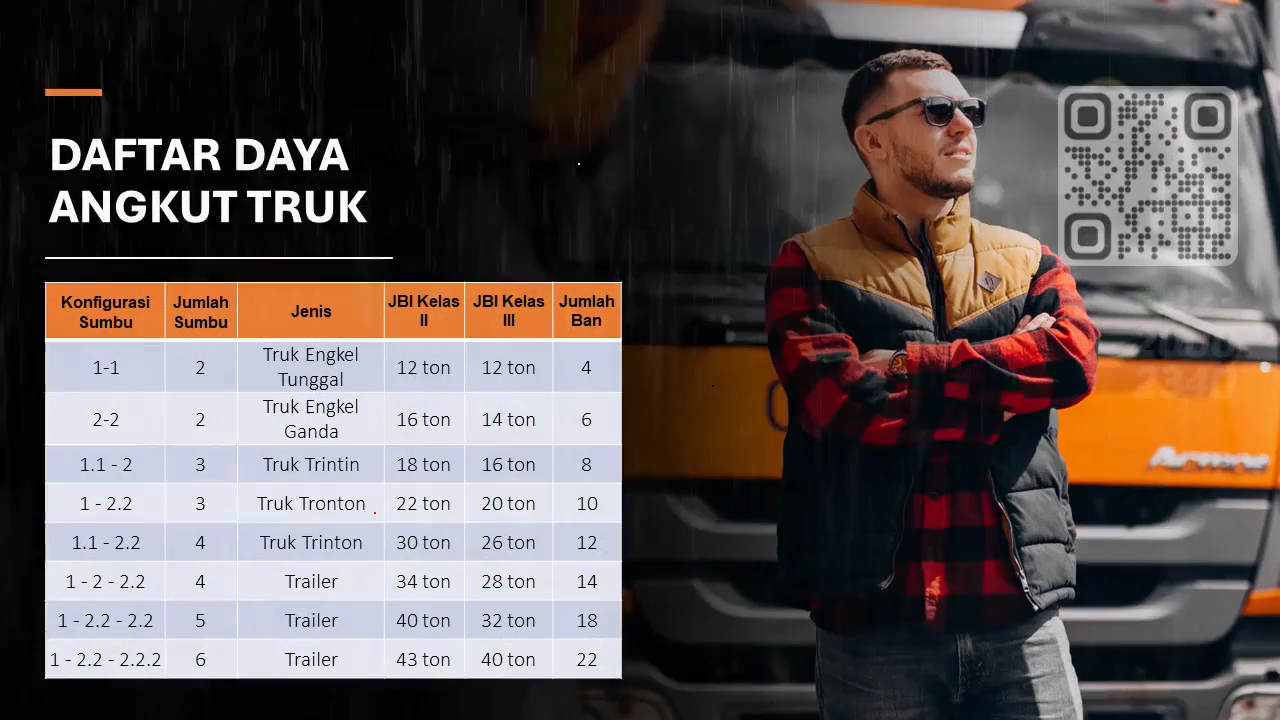 DAFTAR DAYA
ANGKUT TRUK
Konfigurasi Sumbu | Jumlah Sumbu | Jenis | JBI Kelas II | JBI Kelas III | Jumlah Ban
1-1 | 2 | Truk Engkel Tunggal | 12 ton | 12 ton | 4
2-2 | 2 | Truk Engkel Ganda | 16 ton | 14 ton | 6
1.1 - 2 | 3 | Truk Trintin | 18 ton | 16 ton | 8
1 - 2.2 | 3 | Truk Tronton | 22 ton | 20 ton | 10
1.1 - 2.2 | 4 | Truk Trinton | 30 ton | 26 ton | 12
1 - 2 - 2.2 | 4 | Trailer | 34 ton | 28 ton | 14
1 - 2.2 - 2.2 | 5 | Trailer | 40 ton | 32 ton | 18
1 - 2.2 - 2.2.2 | 6 | Trailer | 43 ton | 40 ton | 22